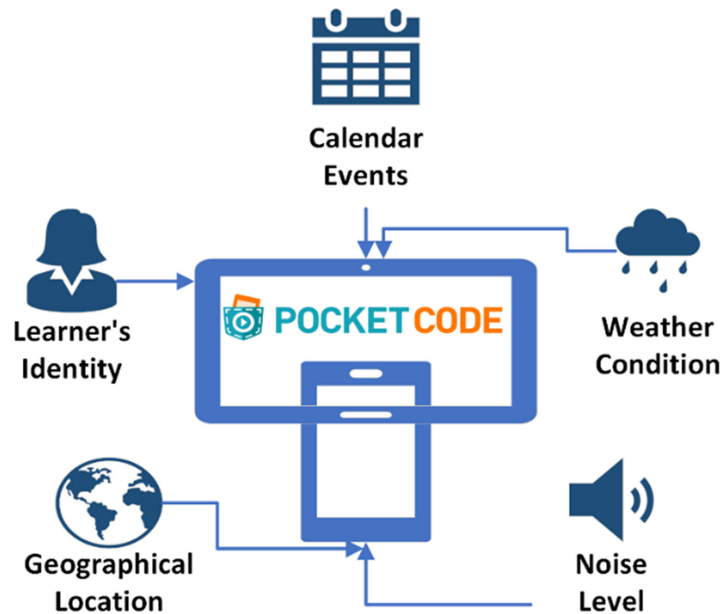 Calendar
Events
Learner's
Identity
POCKET CODE
Weather
Condition
Geographical
Location
Noise
Level